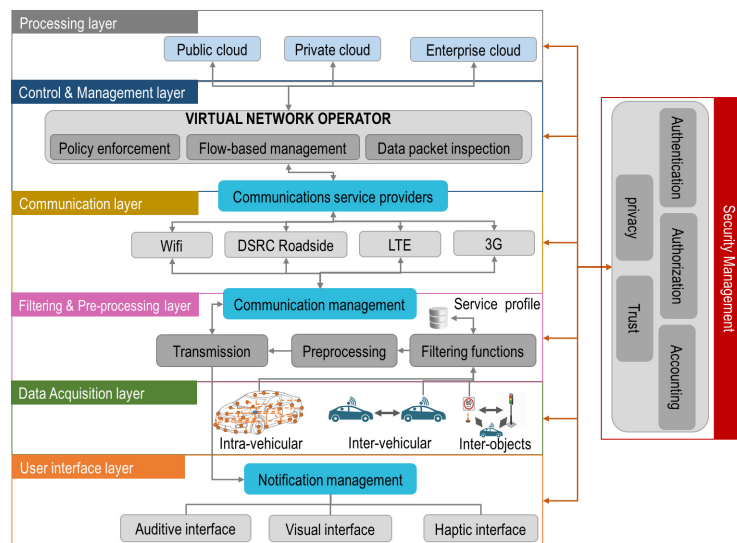 Processing layer
Public cloud
Private cloud
Enterprise cloud
Control & Management layer
VIRTUAL NETWORK OPERATOR
Policy enforcement
Flow-based management
Data packet inspection
Communications service providers
Communication layer
Wifi
DSRC Roadside
LTE
3G
Filtering & Pre-processing layer
Communication management
Service profile
Transmission
Preprocessing
Filtering functions
Data Acquisition layer
60
Intra-vehicular
Inter-vehicular
Inter-objects
User interface layer
Notification management
Auditive interface
Visual interface
Haptic interface
Authentication
Authorization
Accounting
privacy
Trust
Security Management